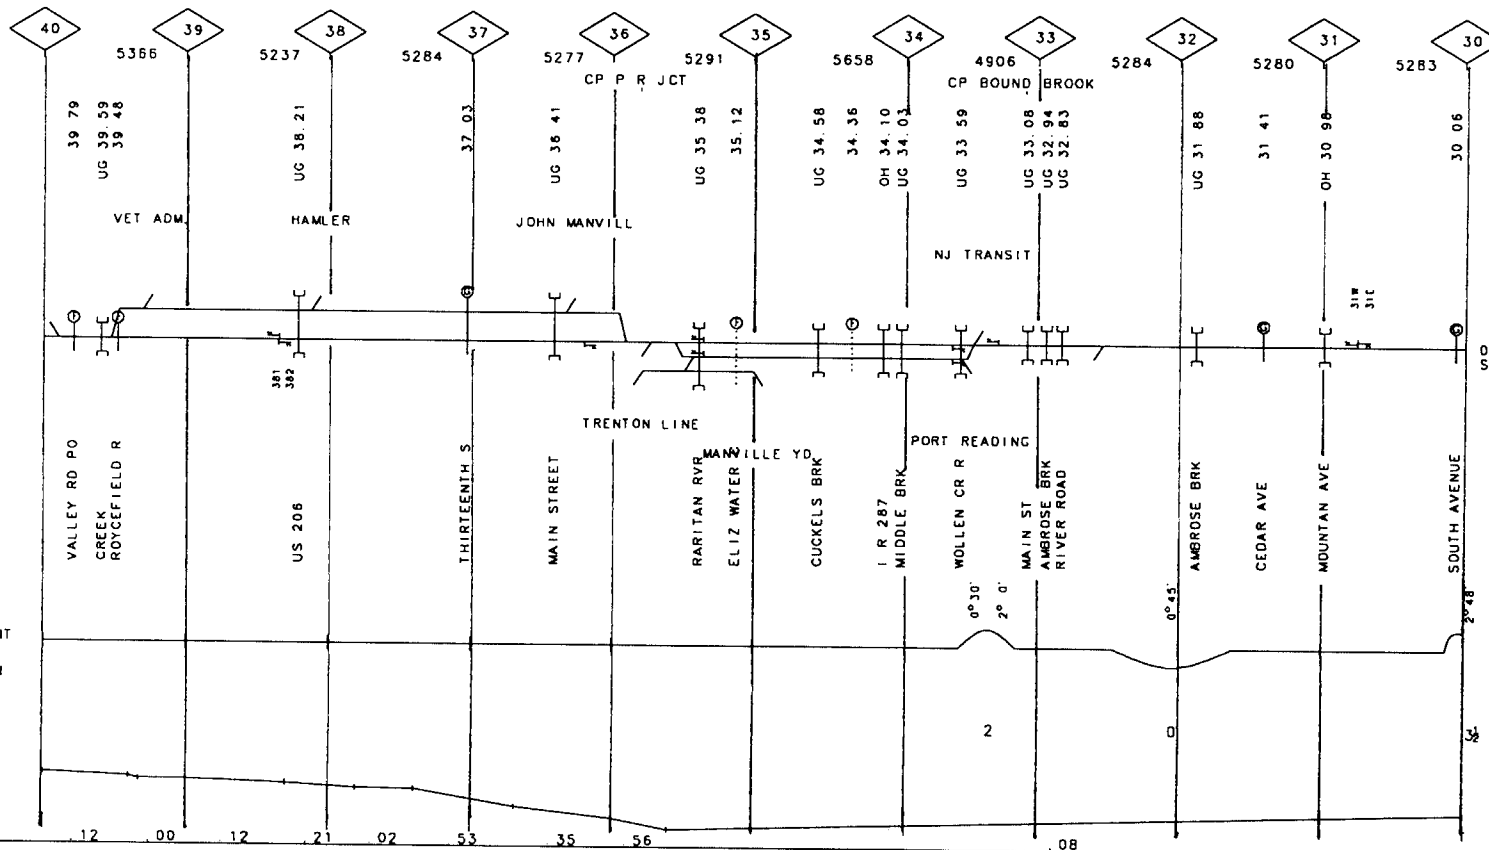 40 39 38 37 36 35 34 33 32 31 30
5366 5237 5284 5277 5291 5658 4906 5284 5280 5283
CP P R JCT
CP BOUND BROOK
39 79
UG 39.59
39 48
UG 38.21
37 03
UG 36 41
UG 35 38
35.12
UG 34.58
34.36
OH 34.10
UG 34.03
UG 33 59
UG 33.08
UG 32.94
UG 32.83
UG 31 88
31 41
OH 30 98
30 06
VET ADM.
HAMLER
JOHN MANVILL
NJ TRANSIT
31W
31E
381
382
O
S
TRENTON LINE
MANVILLE YD
PORT READING
VALLEY RD PO
CREEK
ROYCEFIELD R
US 206
THIRTEENTH S
MAIN STREET
RARITAN RVR
ELIZ WATER
CUCKELS BRK
I R 287
MIDDLE BRK
WOLLEN CR R
MAIN ST
AMBROSE BRK
RIVER ROAD
AMBROSE BRK
CEDAR AVE
MOUNTAN AVE
SOUTH AVENUE
0°30'
2° 0'
0°45'
2°48'
2 0 3½
.12 .00 .12 .21 .02 .53 .35 .56 .08